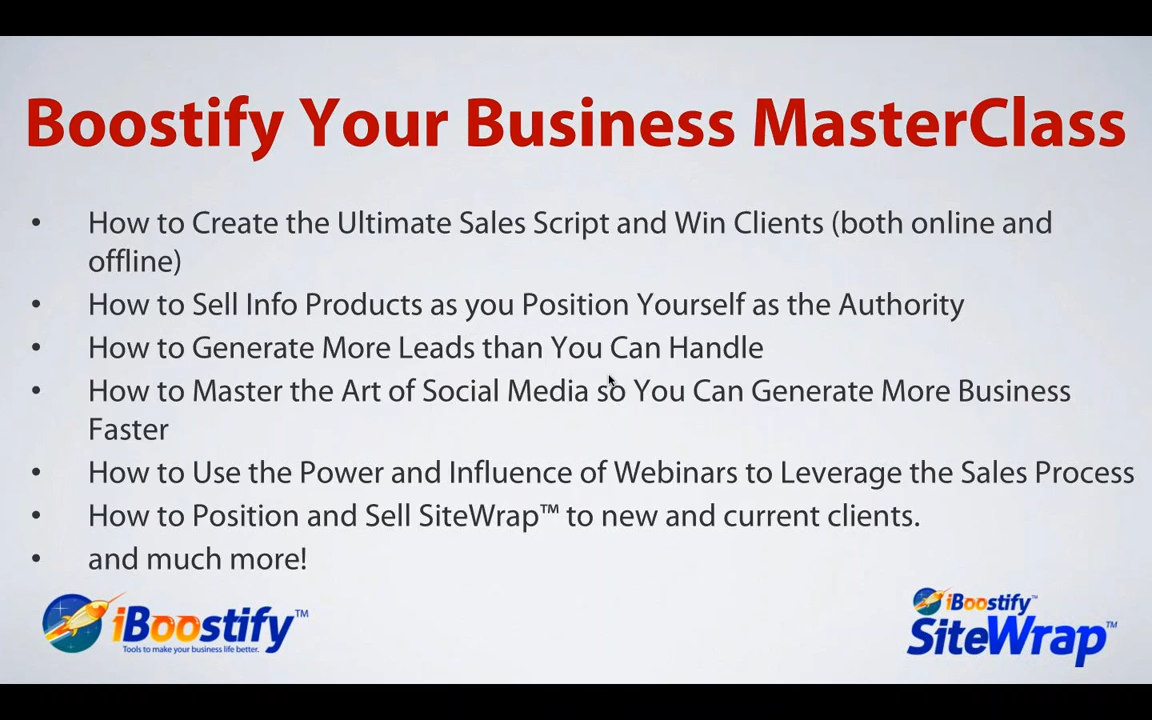 Boostify Your Business MasterClass
• How to Create the Ultimate Sales Script and Win Clients (both online and
offline)
• How to Sell Info Products as you Position Yourself as the Authority
• How to Generate More Leads than You Can Handle
• How to Master the Art of Social Media so You Can Generate More Business
Faster
• How to Use the Power and Influence of Webinars to Leverage the Sales Process
• How to Position and Sell SiteWrap™ to new and current clients.
• and much more!
iBoostify™
Tools to make your business life better.
iBoostify™
SiteWrap™